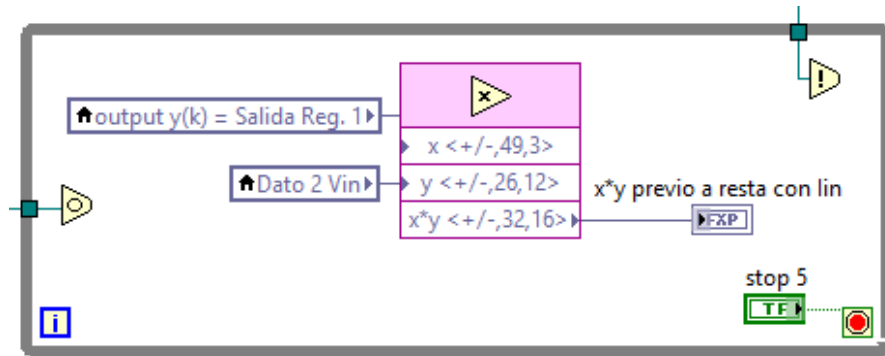 output y(k) = Salida Reg. 1
x <+/-,49,3>
Dato 2 Vin
y <+/-,26,12>
x*y previo a resta con lin
x*y <+/-,32,16>
FXP
stop 5
TF
i